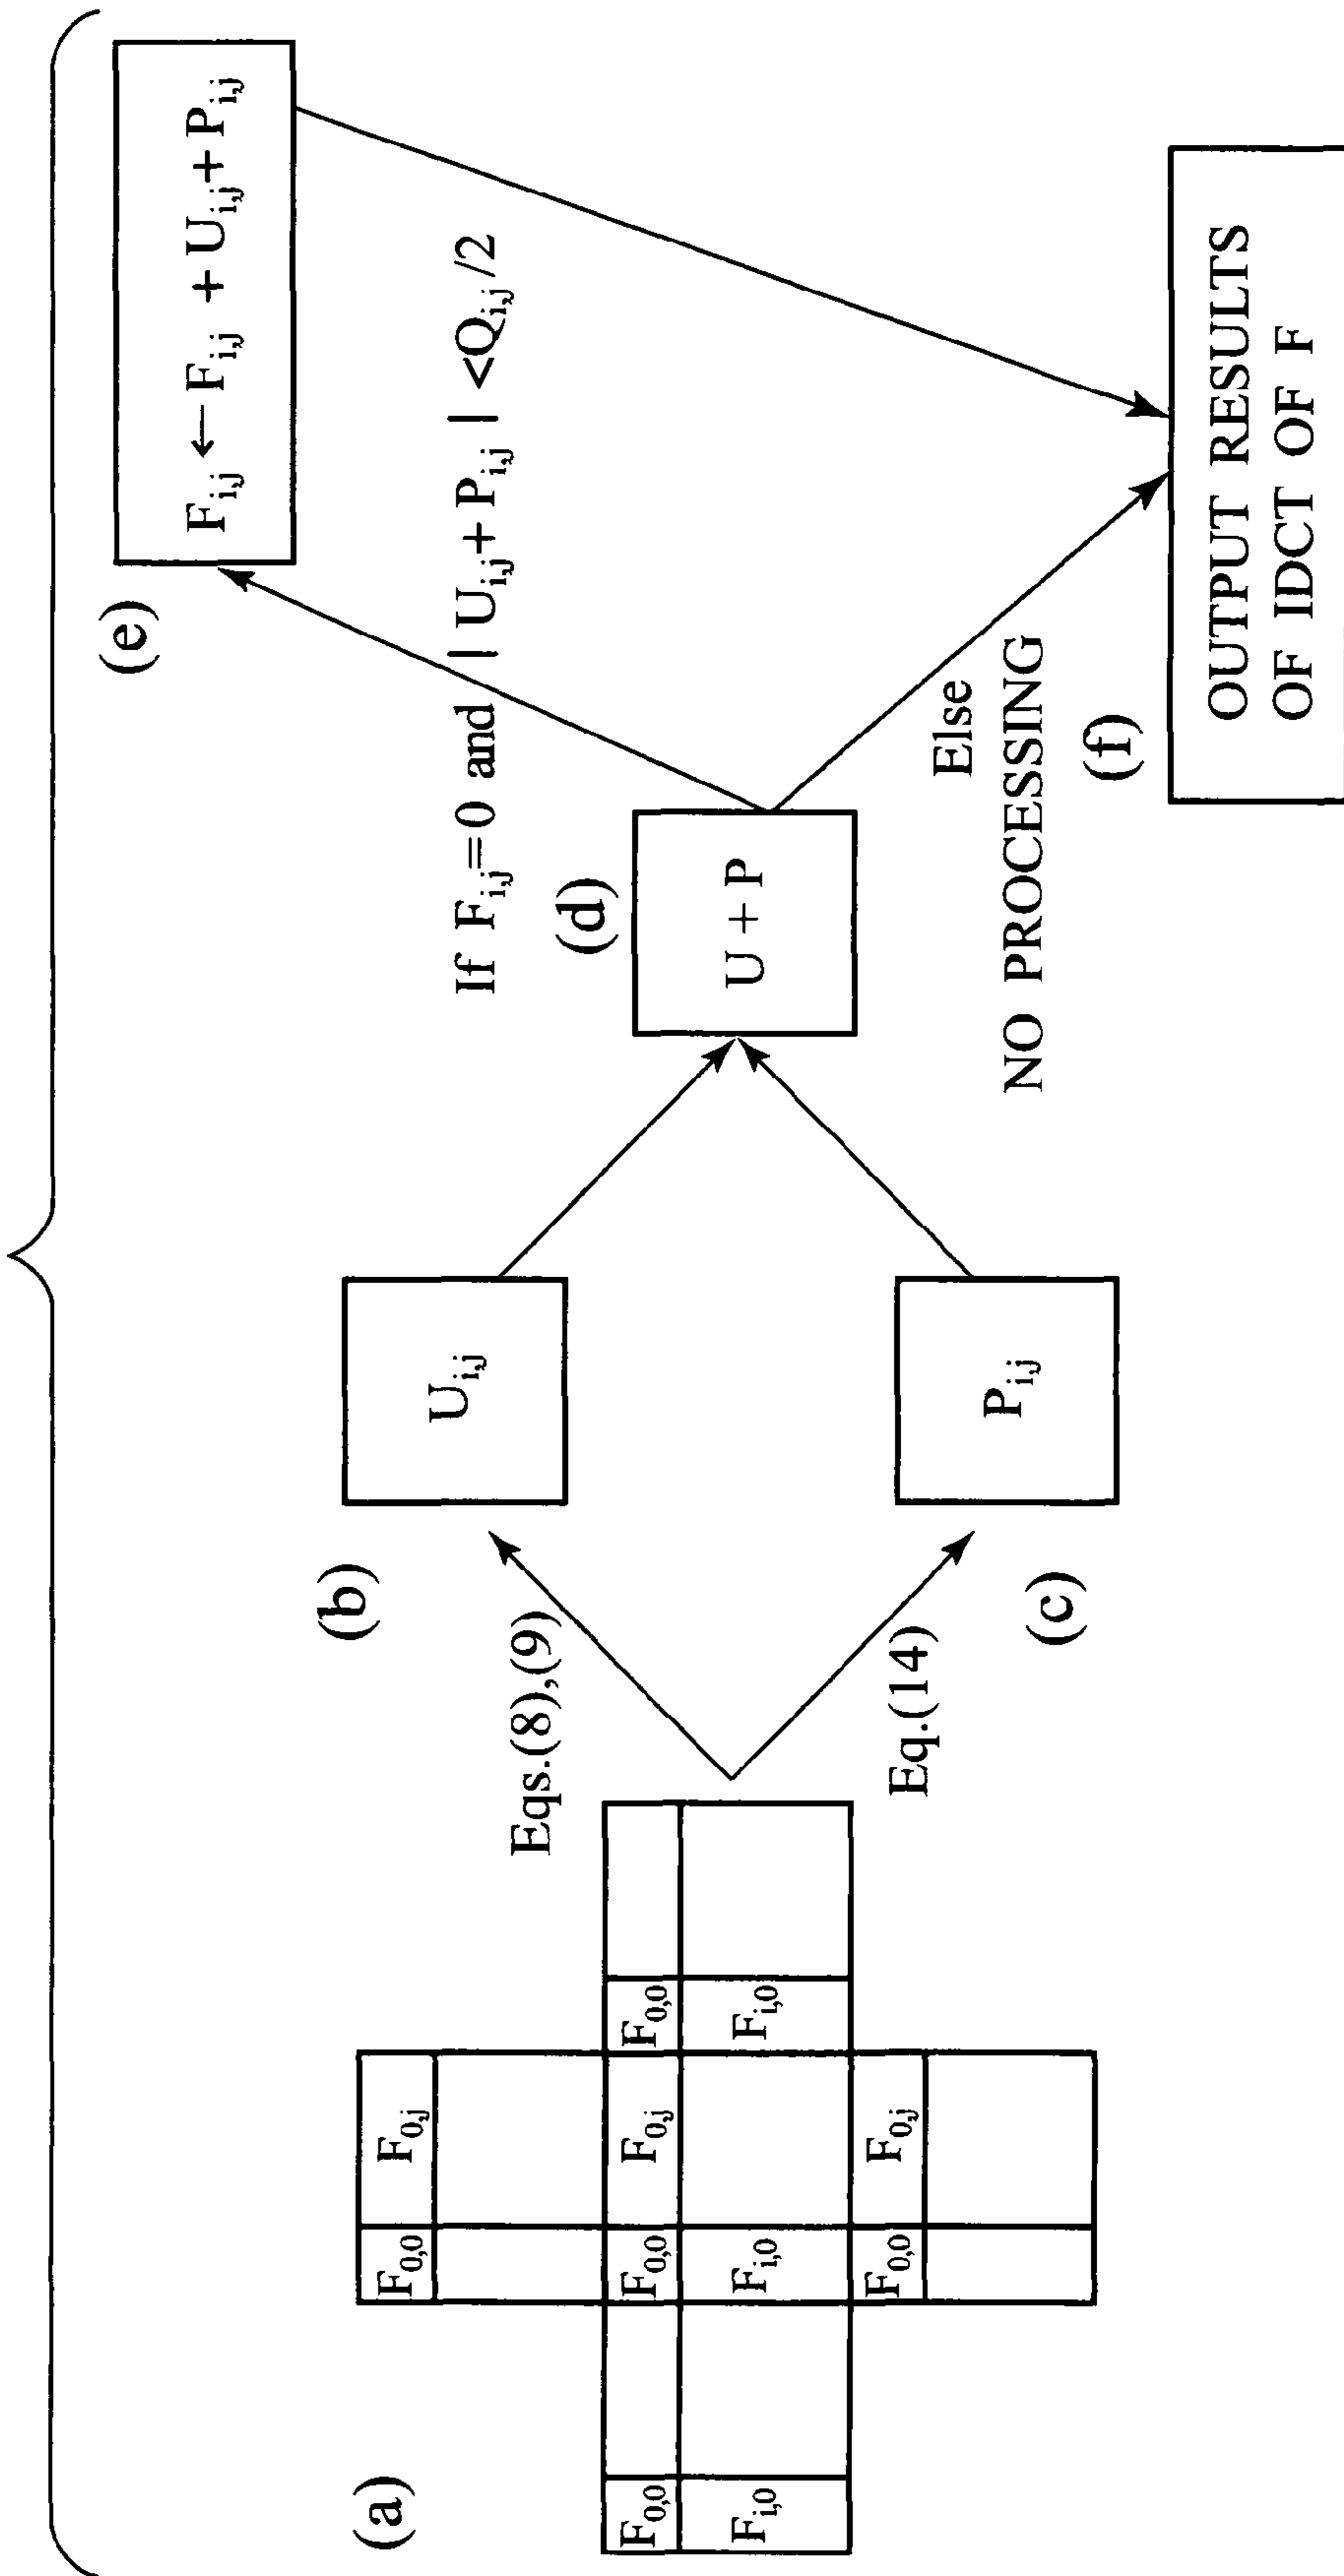 (a)
F0,0 F0,j
F0,0 F0,0 F0,j F0,0
Fi,0 Fi,0 Fi,0
F0,0 F0,j
Eqs.(8),(9)
Eq.(14)
(b)
Ui,j
(c)
Pi,j
(d)
U + P
If Fi,j=0 and | Ui,j+ Pi,j | <Qi,j/2
Else
NO PROCESSING
(e)
Fi,j ← Fi,j + Ui,j+ Pi,j
(f)
OUTPUT RESULTS
OF IDCT OF F